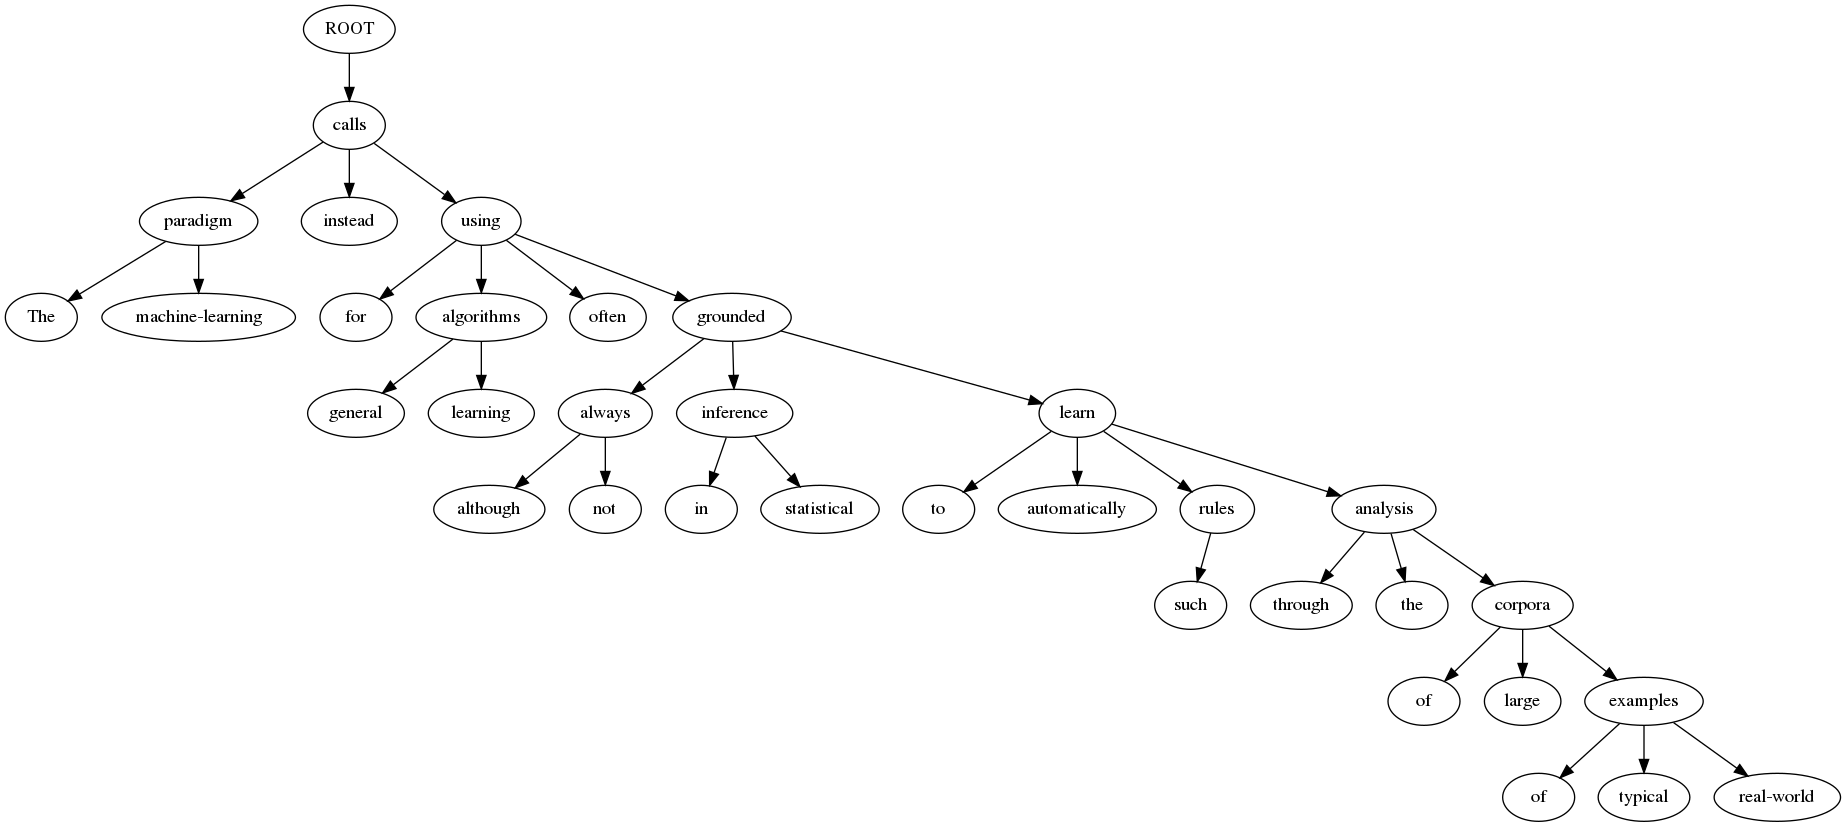 ROOT
calls
paradigm
instead
using
The
machine-learning
for
algorithms
often
grounded
general
learning
always
inference
learn
although
not
in
statistical
to
automatically
rules
analysis
such
through
the
corpora
of
large
examples
of
typical
real-world